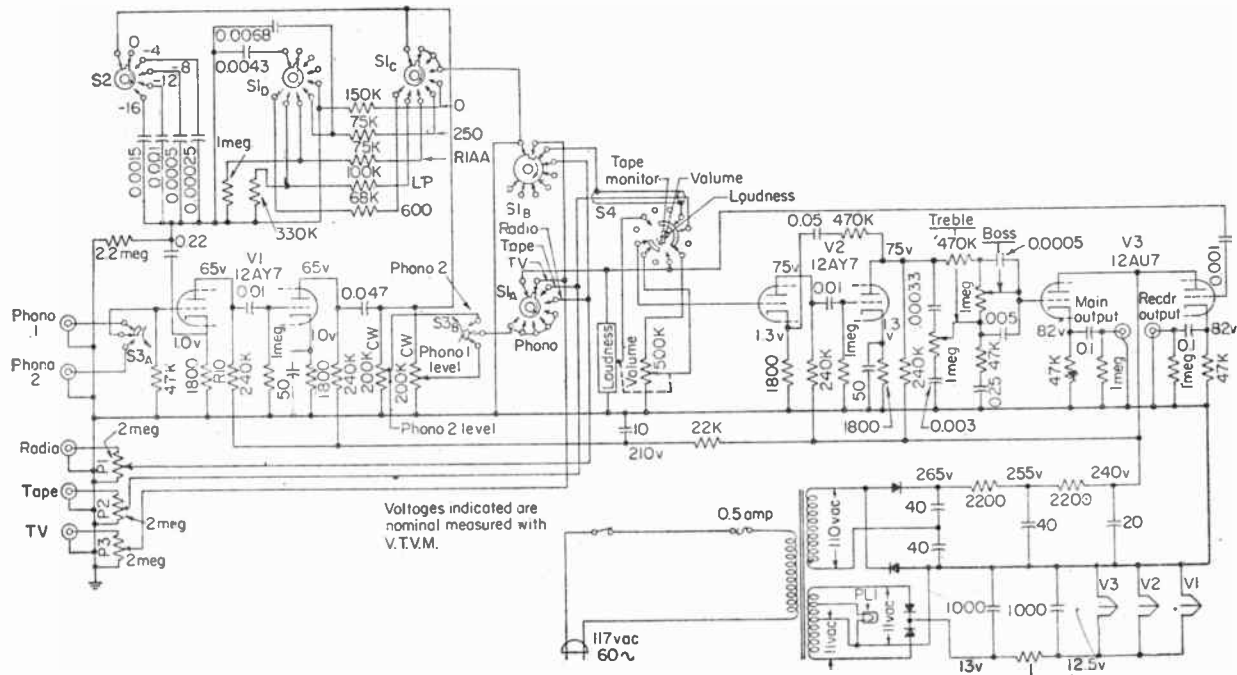 0.0068
0
-4
-8
-12
-16
S2
0.0043
S1D
S1C
150K
0
75K
250
75K
RIAA
100K
LP
68K
600
1meg
330K
0.0015
0.001
0.0005
0.00025
2.2meg
0.22
Tape monitor
Volume
Loudness
S1B
S4
Radio
Tape
TV
S1A
Phono
Phono 2
S3B
Phono 1 level
Phono 2 level
Phono 1
Phono 2
S3A
47K
V1
12AY7
65v
65v
0.01
0.047
1.0v
1.0v
1800
R10
240K
1meg
50
1800
240K
200K
CW
200K
CW
Loudness
Volume
500K
10
210v
22K
0.05
470K
V2
12AY7
75v
75v
0.01
1.3v
1.3v
1800
240K
1meg
50
240K
1800
0.00033
1meg
0.003
Treble
470K
Boss
0.0005
1meg
1meg
.005
47K
0.25
V3
12AU7
0.001
82v
Main output
Recdr output
82v
0.1
0.1
47K
1meg
1meg
47K
Radio
2meg
P1
Tape
P2
2meg
TV
P3
2meg
Voltages indicated are
nominal measured with
V.T.V.M.
0.5 amp
117vac
60~
110vac
265v
255v
240v
2200
2200
40
40
40
20
PL1
11vac
11vac
1000
1000
V3
V2
V1
13v
1
12.5v